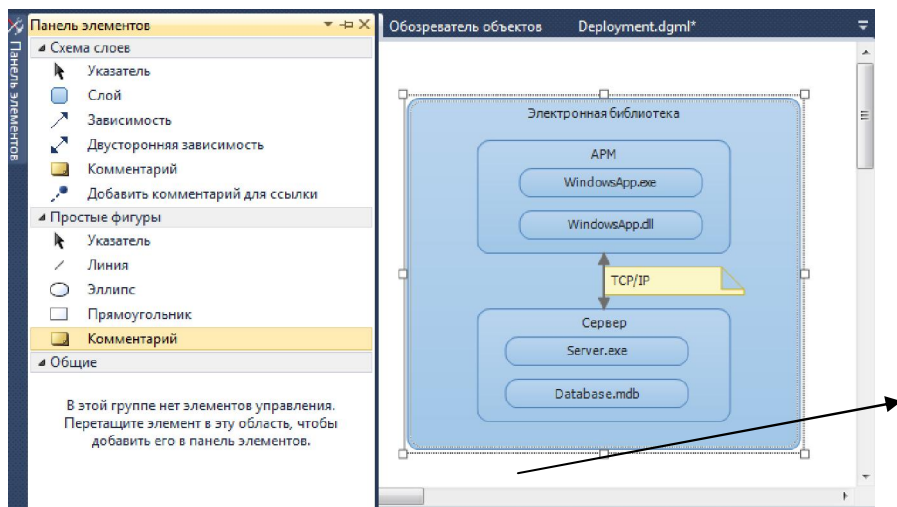 Панель элементов
Панель элементов
Схема слоев
Указатель
Слой
Зависимость
Двусторонняя зависимость
Комментарий
Добавить комментарий для ссылки
Простые фигуры
Указатель
Линия
Эллипс
Прямоугольник
Комментарий
Общие
В этой группе нет элементов управления.
Перетащите элемент в эту область, чтобы
добавить его в панель элементов.
Обозреватель объектов
Deployment.dgml*
Электронная библиотека
АРМ
WindowsApp.exe
WindowsApp.dll
TCP/IP
Сервер
Server.exe
Database.mdb